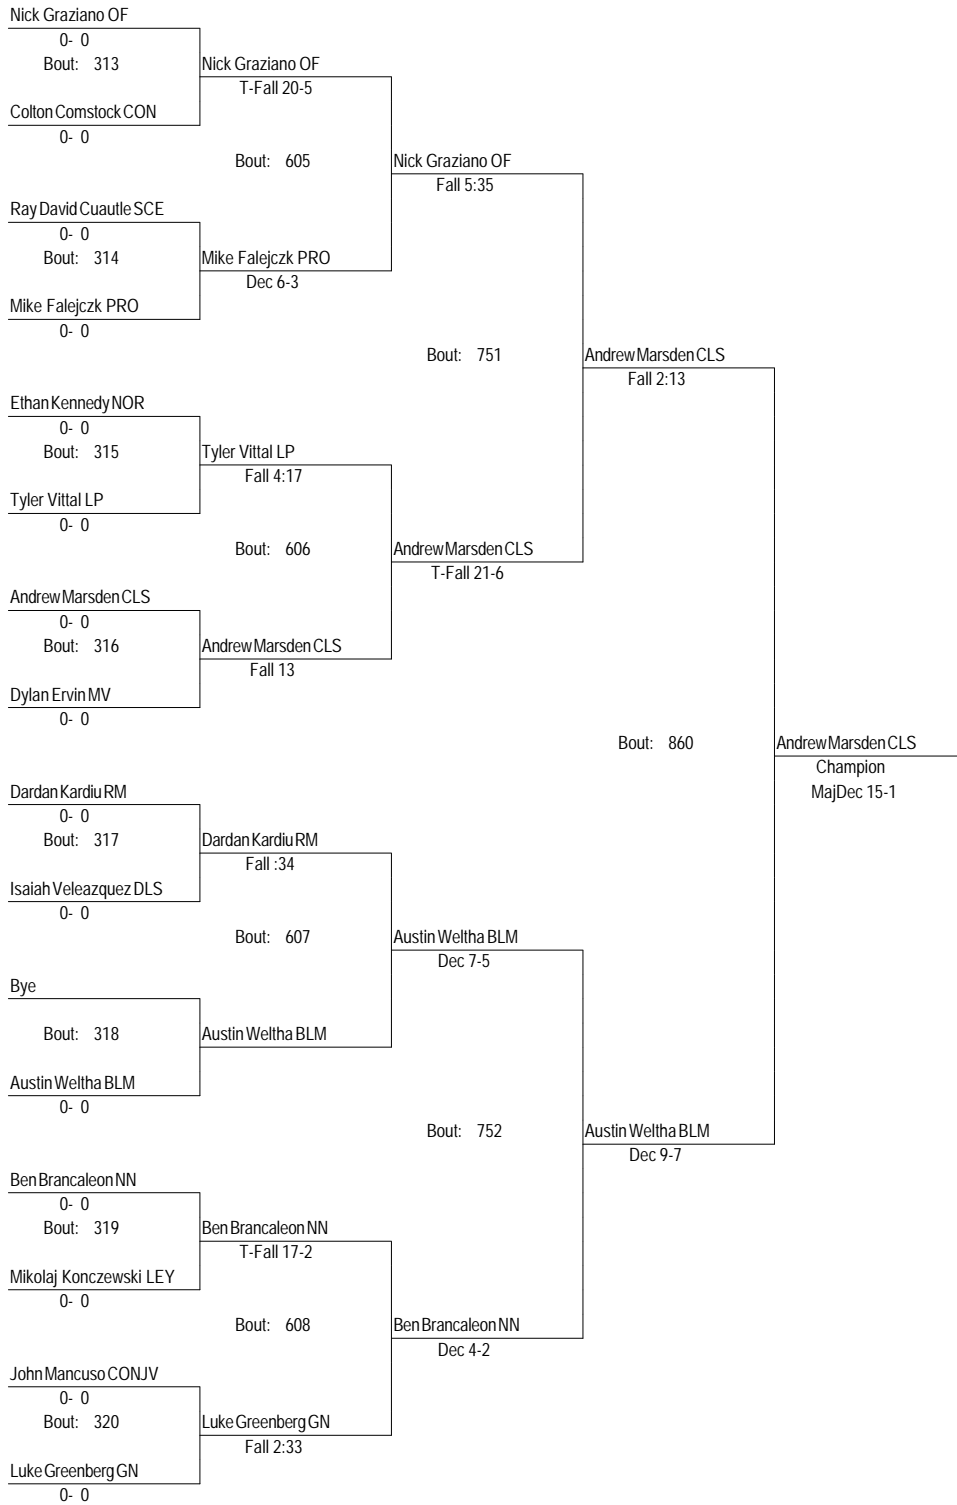 Nick Graziano OF
0- 0
Bout: 313
Nick Graziano OF
T-Fall 20-5
Colton Comstock CON
0- 0
Bout: 605
Nick Graziano OF
Fall 5:35
Ray David Cuautle SCE
0- 0
Bout: 314
Mike Falejczk PRO
Dec 6-3
Mike Falejczk PRO
0- 0
Bout: 751
Andrew Marsden CLS
Fall 2:13
Ethan Kennedy NOR
0- 0
Bout: 315
Tyler Vittal LP
Fall 4:17
Tyler Vittal LP
0- 0
Bout: 606
Andrew Marsden CLS
T-Fall 21-6
Andrew Marsden CLS
0- 0
Bout: 316
Andrew Marsden CLS
Fall 13
Dylan Ervin MV
0- 0
Bout: 860
Andrew Marsden CLS
Champion
MajDec 15-1
Dardan Kardiu RM
0- 0
Bout: 317
Dardan Kardiu RM
Fall :34
Isaiah Veleazquez DLS
0- 0
Bout: 607
Austin Weltha BLM
Dec 7-5
Bye
Bout: 318
Austin Weltha BLM
Austin Weltha BLM
0- 0
Bout: 752
Austin Weltha BLM
Dec 9-7
Ben Brancaleon NN
0- 0
Bout: 319
Ben Brancaleon NN
T-Fall 17-2
Mikolaj Konczewski LEY
0- 0
Bout: 608
Ben Brancaleon NN
Dec 4-2
John Mancuso CONJV
0- 0
Bout: 320
Luke Greenberg GN
Fall 2:33
Luke Greenberg GN
0- 0